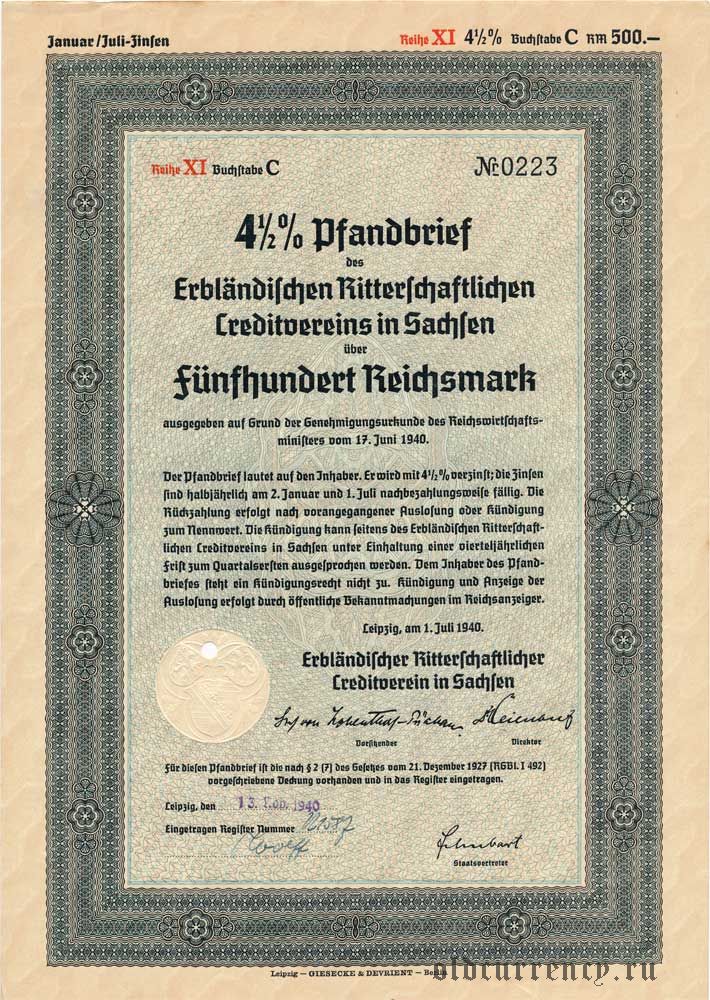 Januar/Juli-Zinsen
Reihe XI 4½% Buchstabe C RM 500.—
Reihe XI Buchstabe C
№ 0223
4½% Pfandbrief
des
Erbländischen Ritterschaftlichen
Creditvereins in Sachsen
über
Fünfhundert Reichsmark
ausgegeben auf Grund der Genehmigungsurkunde des Reichswirtschafts-
ministers vom 17. Juni 1940.
Der Pfandbrief lautet auf den Inhaber. Er wird mit 4½% verzinst; die Zinsen
sind halbjährlich am 2. Januar und 1. Juli nachbezahlungsweise fällig. Die
Rückzahlung erfolgt nach vorangegangener Auslosung oder Kündigung
zum Nennwert. Die Kündigung kann seitens des Erbländischen Ritterschaft-
lichen Creditvereins in Sachsen unter Einhaltung einer vierteljährlichen
Frist zum Quartalsersten ausgesprochen werden. Dem Inhaber des Pfand-
briefes steht ein Kündigungsrecht nicht zu. Kündigung und Anzeige der
Auslosung erfolgt durch öffentliche Bekanntmachungen im Reichsanzeiger.
Leipzig, am 1. Juli 1940.
Erbländischer Ritterschaftlicher
Creditverein in Sachsen
Vorsitzender
Direktor
Für diesen Pfandbrief ist die nach § 2 (7) des Gesetzes vom 21. Dezember 1927 (RGBl. I 492)
vorgeschriebene Deckung vorhanden und in das Register eingetragen.
Leipzig, den 13. 1940
Eingetragen Register Nummer
Staatsvertreter
Leipzig — GIESECKE & DEVRIENT — Berlin
oldcurrency.ru